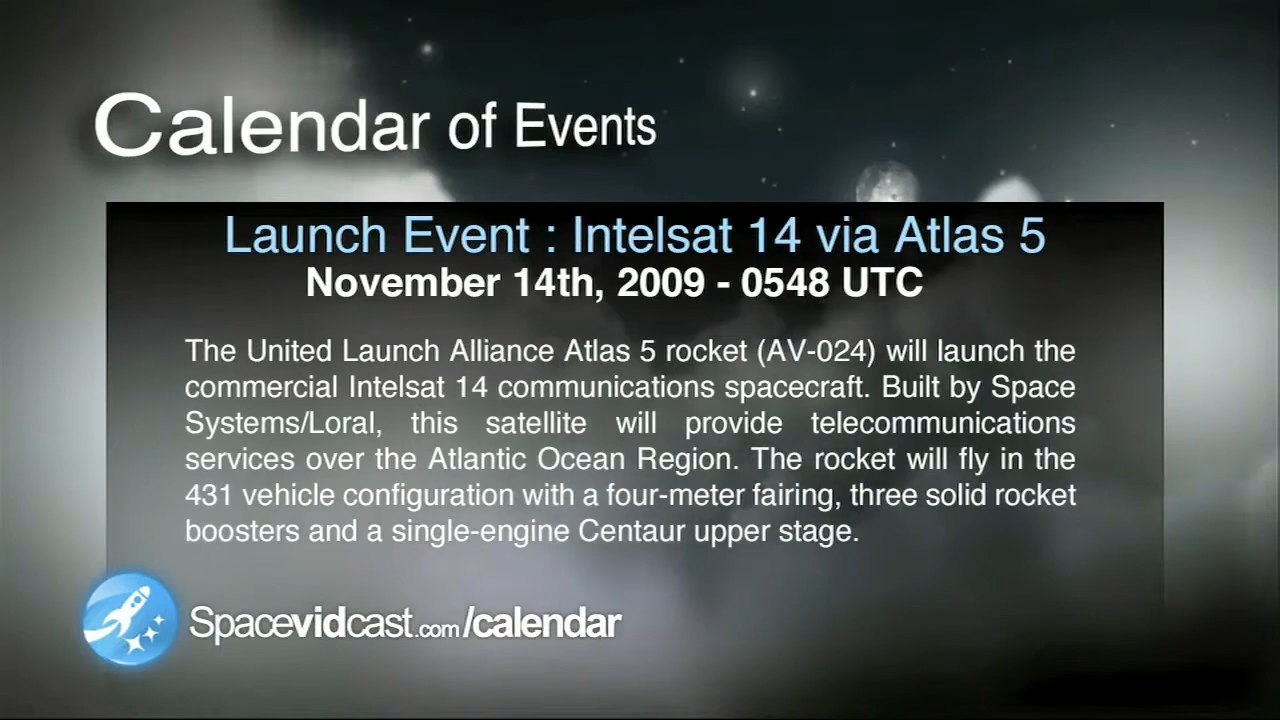 Calendar of Events
Launch Event : Intelsat 14 via Atlas 5
November 14th, 2009 - 0548 UTC
The United Launch Alliance Atlas 5 rocket (AV-024) will launch the
commercial Intelsat 14 communications spacecraft. Built by Space
Systems/Loral, this satellite will provide telecommunications
services over the Atlantic Ocean Region. The rocket will fly in the
431 vehicle configuration with a four-meter fairing, three solid rocket
boosters and a single-engine Centaur upper stage.
Spacevidcast.com/calendar